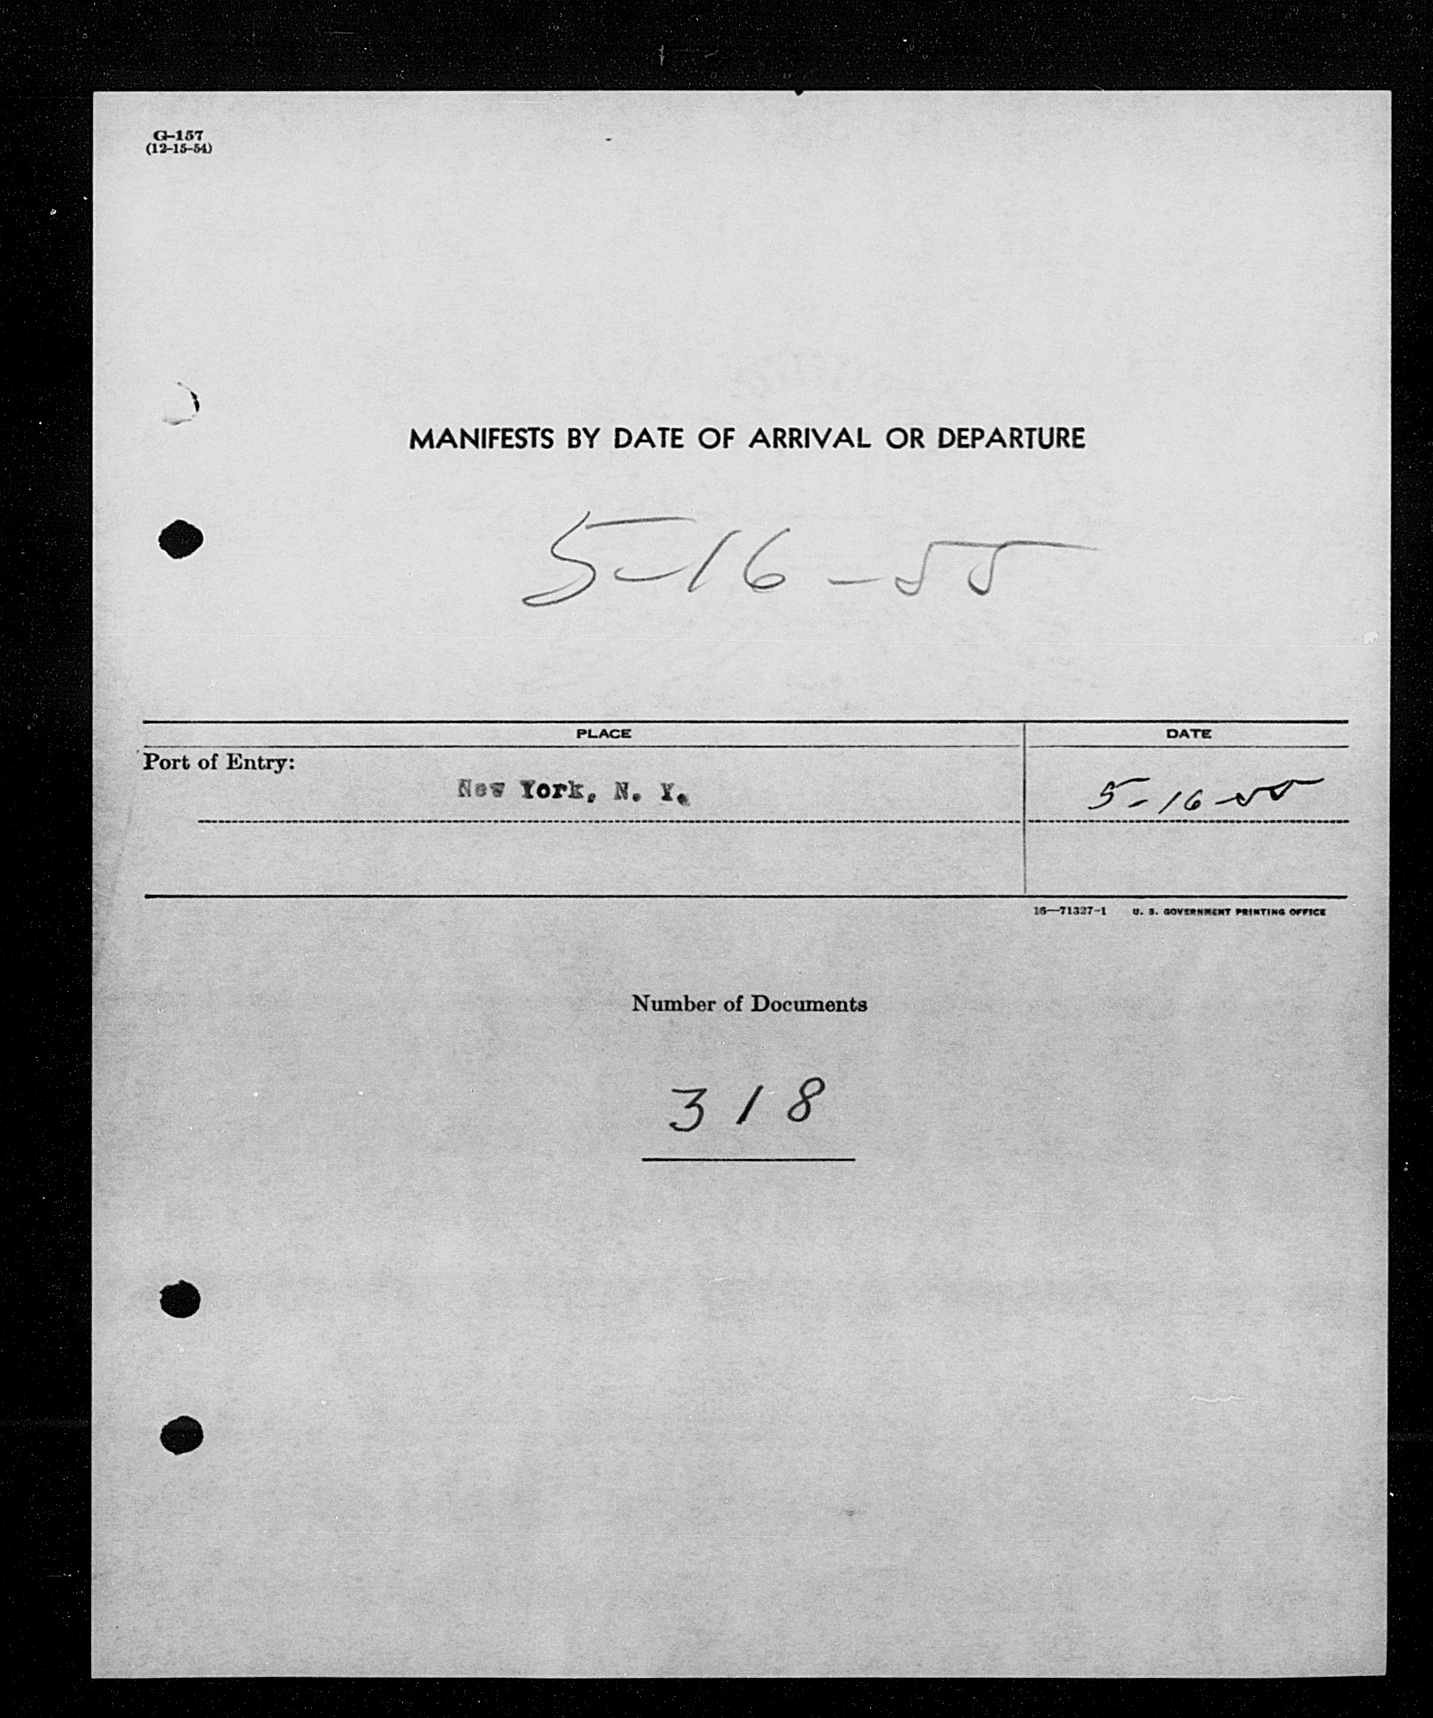 G-157
(12-15-54)
MANIFESTS BY DATE OF ARRIVAL OR DEPARTURE
5-16-55
PLACE DATE
Port of Entry:
New York, N. Y. 5-16-55
16—71327-1 U. S. GOVERNMENT PRINTING OFFICE
Number of Documents
318